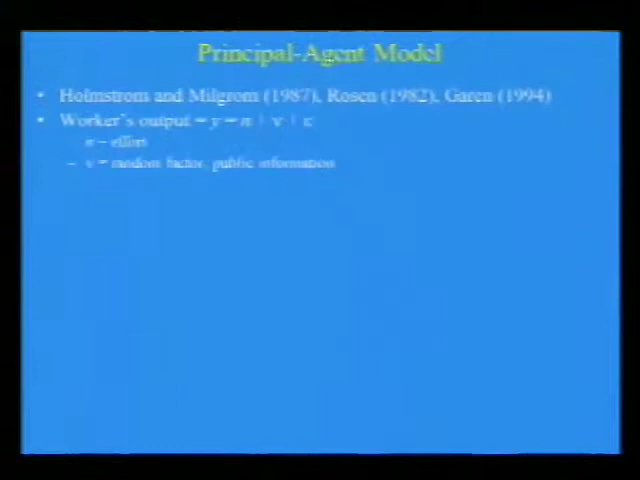 Principal-Agent Model
• Holmstrom and Milgrom (1987), Rosen (1982), Garen (1994)
• Worker's output = y = n + v + ε
n = effort
– v = random factor, public information